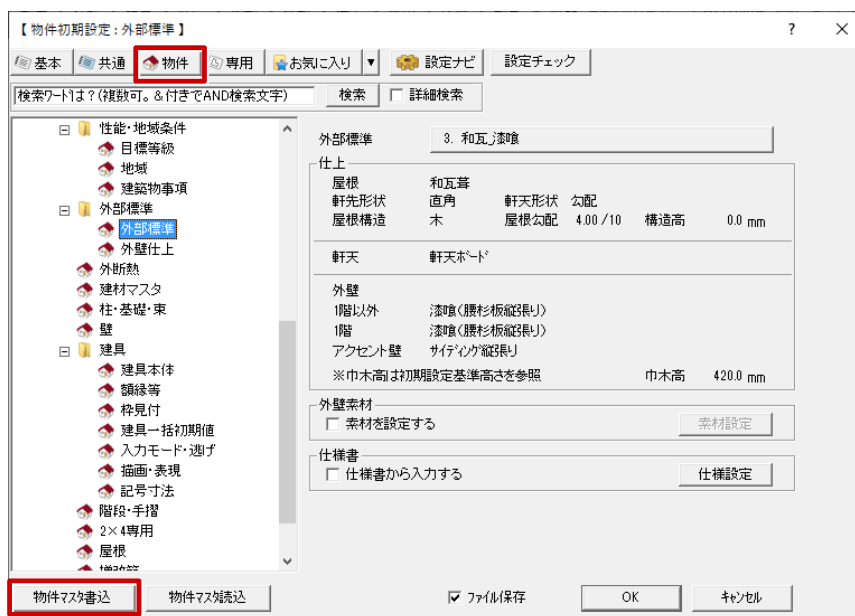 【 物件初期設定 : 外部標準 】 ?
基本 共通 物件 専用 お気に入り ▼ 設定ナビ 設定チェック
検索ワードは？(複数可。&付きでAND検索文字) 検索 詳細検索
性能・地域条件
目標等級
地域
建築物事項
外部標準
外部標準
外壁仕上
外断熱
建材マスタ
柱・基礎・束
壁
建具
建具本体
額縁等
枠見付
建具一括初期値
入力モード・逃げ
描画・表現
記号寸法
階段・手摺
2×4専用
屋根
外部標準 3. 和瓦_漆喰
仕上
屋根 和瓦葺
軒先形状 直角 軒天形状 勾配
屋根構造 木 屋根勾配 4.00 /10 構造高 0.0 mm
軒天 軒天ボード
外壁
1階以外 漆喰(腰杉板縦張り)
1階 漆喰(腰杉板縦張り)
アクセント壁 サイディング縦張り
※巾木高は初期設定基準高さを参照 巾木高 420.0 mm
外壁素材
素材を設定する 素材設定
仕様書
仕様書から入力する 仕様設定
物件マスタ書込 物件マスタ読込 ファイル保存 OK キャンセル